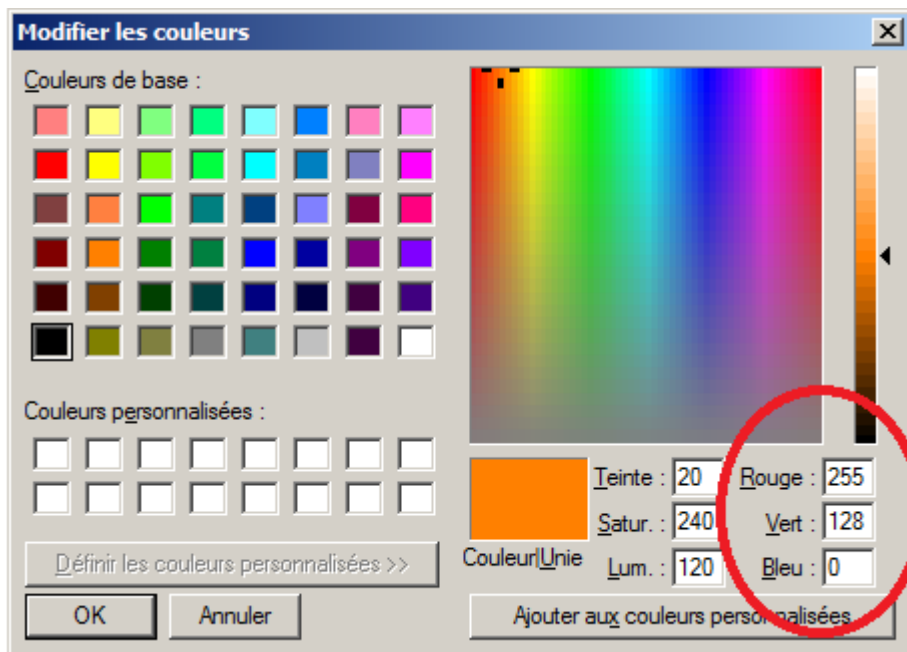 Modifier les couleurs
Couleurs de base :
Couleurs personnalisées :
Définir les couleurs personnalisées >>
OK
Annuler
Couleur|Unie
Teinte : 20
Satur. : 240
Lum. : 120
Rouge : 255
Vert : 128
Bleu : 0
Ajouter aux couleurs personnalisées